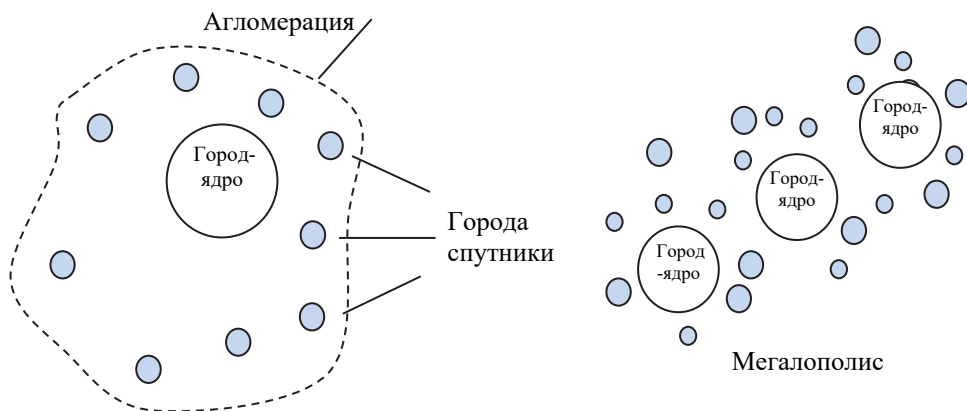 Агломерация
Город-
ядро
Города
спутники
Город-
ядро
Город-
ядро
Город
-ядро
Мегалополис